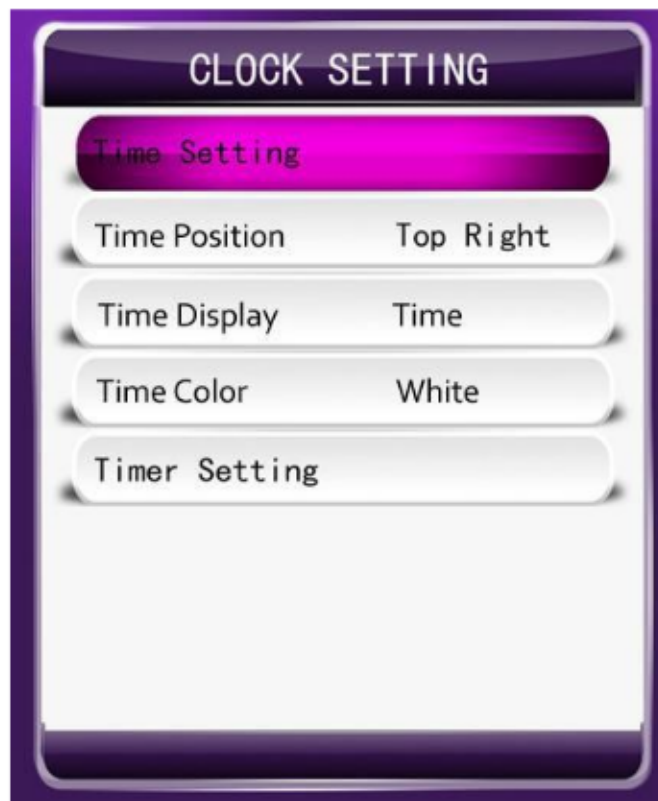 CLOCK SETTING
Time Setting
Time Position Top Right
Time Display Time
Time Color White
Timer Setting